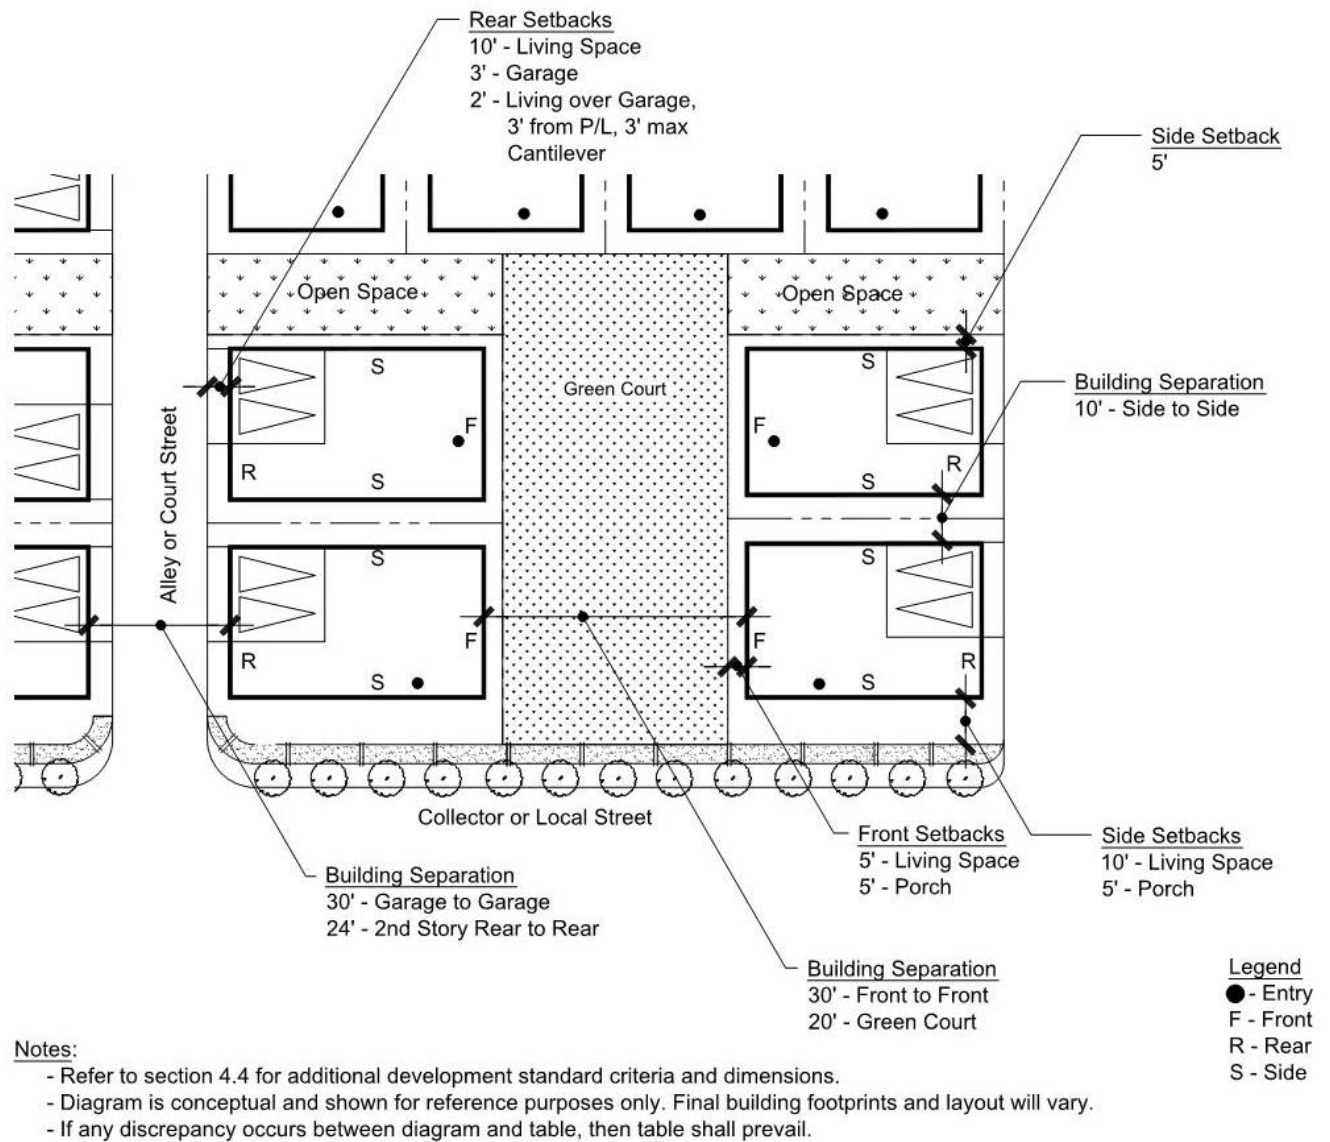 Rear Setbacks
10' - Living Space
3' - Garage
2' - Living over Garage,
3' from P/L, 3' max
Cantilever
Side Setback
5'
Open Space
Open Space
Green Court
Building Separation
10' - Side to Side
Alley or Court Street
S
F
S
R
S
F
S
R
S
F
S
R
S
F
S
R
Collector or Local Street
Building Separation
30' - Garage to Garage
24' - 2nd Story Rear to Rear
Front Setbacks
5' - Living Space
5' - Porch
Side Setbacks
10' - Living Space
5' - Porch
Building Separation
30' - Front to Front
20' - Green Court
Legend
- Entry
F - Front
R - Rear
S - Side
Notes:
- Refer to section 4.4 for additional development standard criteria and dimensions.
- Diagram is conceptual and shown for reference purposes only. Final building footprints and layout will vary.
- If any discrepancy occurs between diagram and table, then table shall prevail.